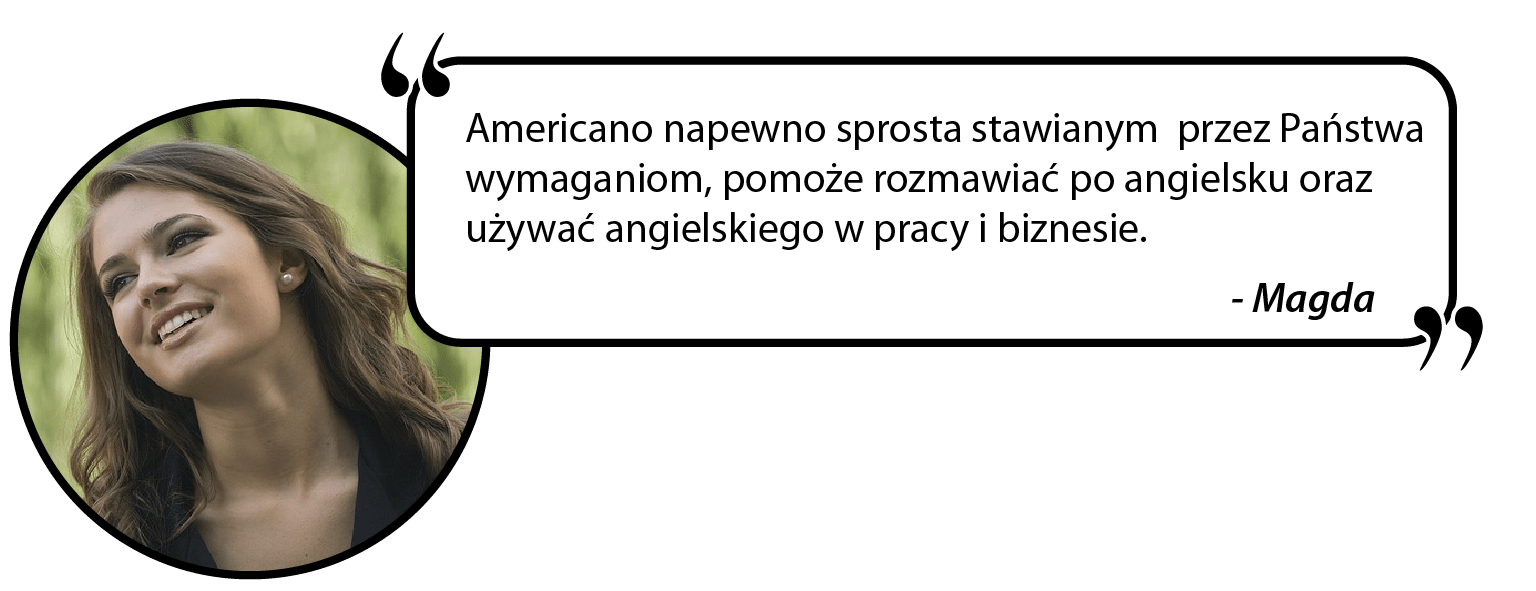 Americano napewno sprosta stawianym  przez Państwa
wymaganiom, pomoże rozmawiać po angielsku oraz
używać angielskiego w pracy i biznesie.
- Magda